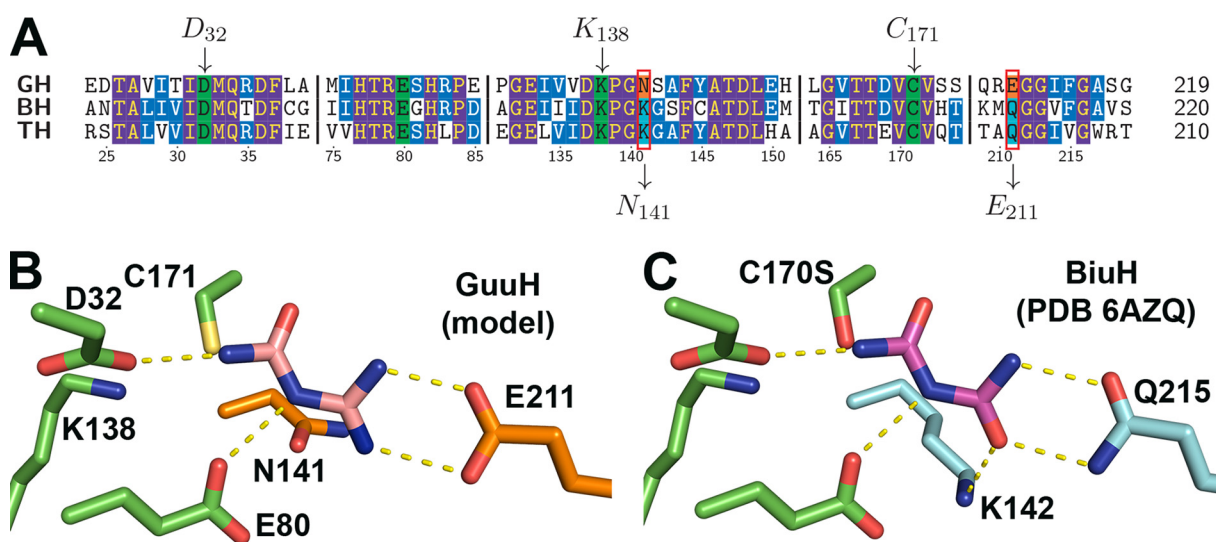 A
D32 K138 C171
GH EDTAVITIDMQRDFLA MIHTRESHRPE PGEIVVDKPGNSAFYATDLEH LGVTTDVCVSS QREGGIFGASG 219
BH ANTALIVIDMQTDFCG IIHTREGHRPD AGEIIIDKPGKGSFCATDLEM TGITTDVCVHT KMQGGVFGAVS 220
TH RSTALVVIDMQRDFIE VVHTRESHLPD EGELVIDKPGKGAFYATDLHA AGVTTEVCVQT TAQGGIVGWRT 210
25 30 35 75 80 85 135 140 145 150 165 170 210 215
N141 E211
B
C171
D32
GuuH
(model)
E211
K138
N141
E80
C
C170S
BiuH
(PDB 6AZQ)
Q215
K142